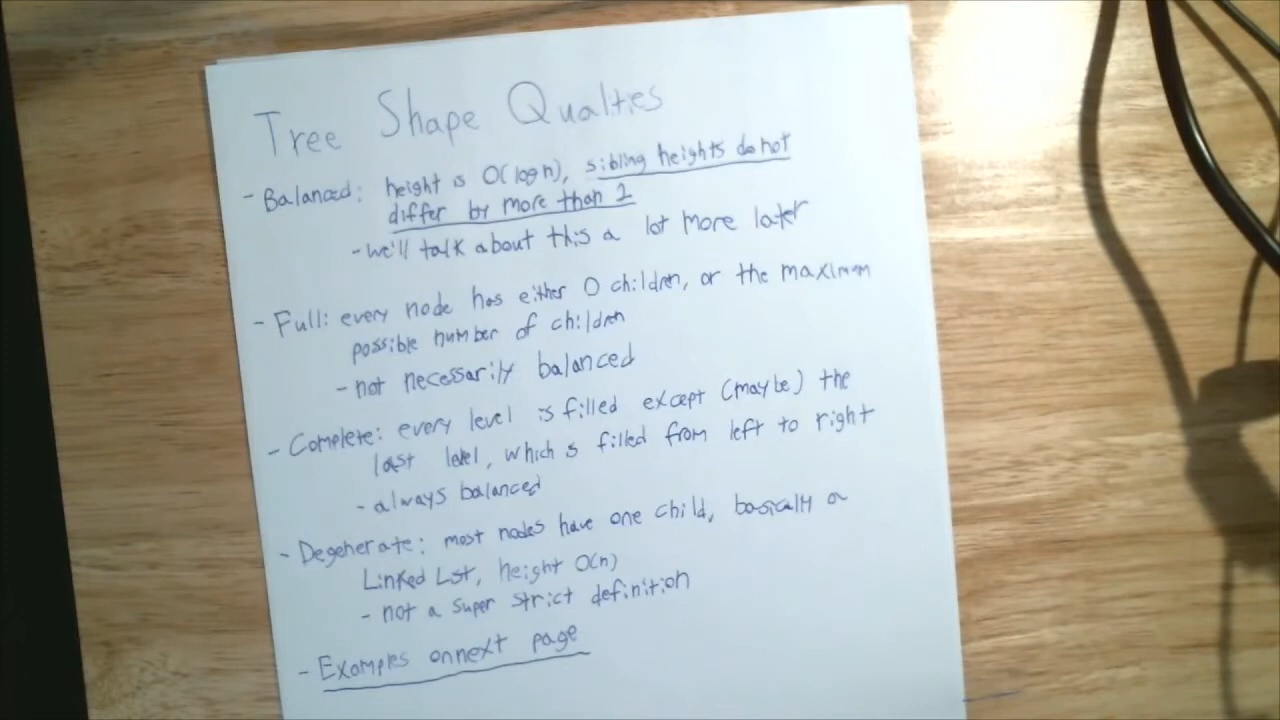 Tree Shape Qualties
- Balanced: height is O(log n), sibling heights do not
differ by more than 2
- we'll talk about this a lot more later
- Full: every node has either 0 children, or the maximum
possible number of children
- not necessarily balanced
- Complete: every level is filled except (maybe) the
last level, which is filled from left to right
- always balanced
- Degenerate: most nodes have one child, basically a
Linked List, height O(n)
- not a super strict definition
- Examples on next page